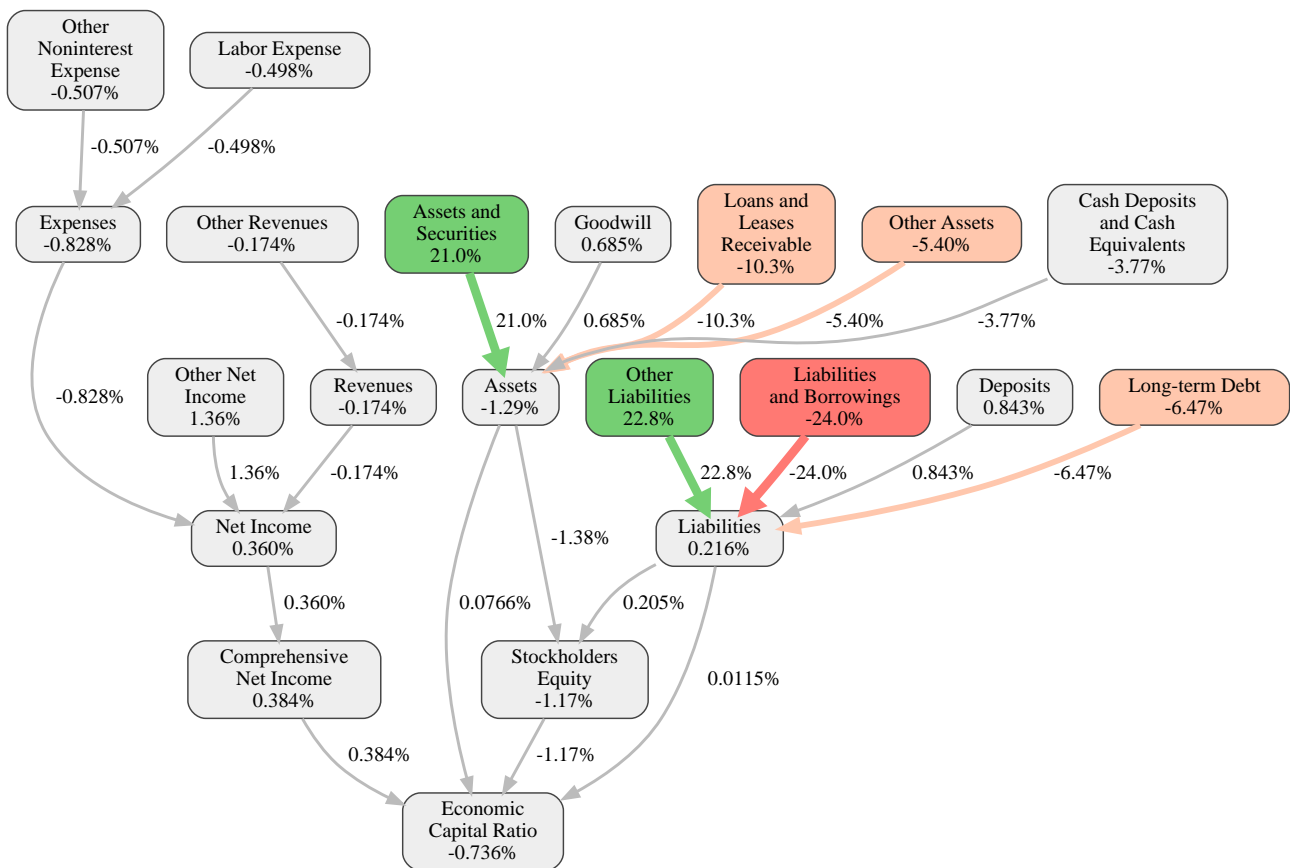 Other
Noninterest
Expense
-0.507%
Labor Expense
-0.498%
-0.507%
-0.498%
Expenses
-0.828%
Other Revenues
-0.174%
Assets and
Securities
21.0%
Goodwill
0.685%
Loans and
Leases
Receivable
-10.3%
Other Assets
-5.40%
Cash Deposits
and Cash
Equivalents
-3.77%
-0.174%
21.0%
0.685%
-10.3%
-5.40%
-3.77%
-0.828%
Other Net
Income
1.36%
Revenues
-0.174%
Assets
-1.29%
Other
Liabilities
22.8%
Liabilities
and Borrowings
-24.0%
Deposits
0.843%
Long-term Debt
-6.47%
1.36%
-0.174%
22.8%
-24.0%
0.843%
-6.47%
Net Income
0.360%
-1.38%
Liabilities
0.216%
0.360%
0.0766%
0.205%
Comprehensive
Net Income
0.384%
Stockholders
Equity
-1.17%
0.0115%
0.384%
-1.17%
Economic
Capital Ratio
-0.736%